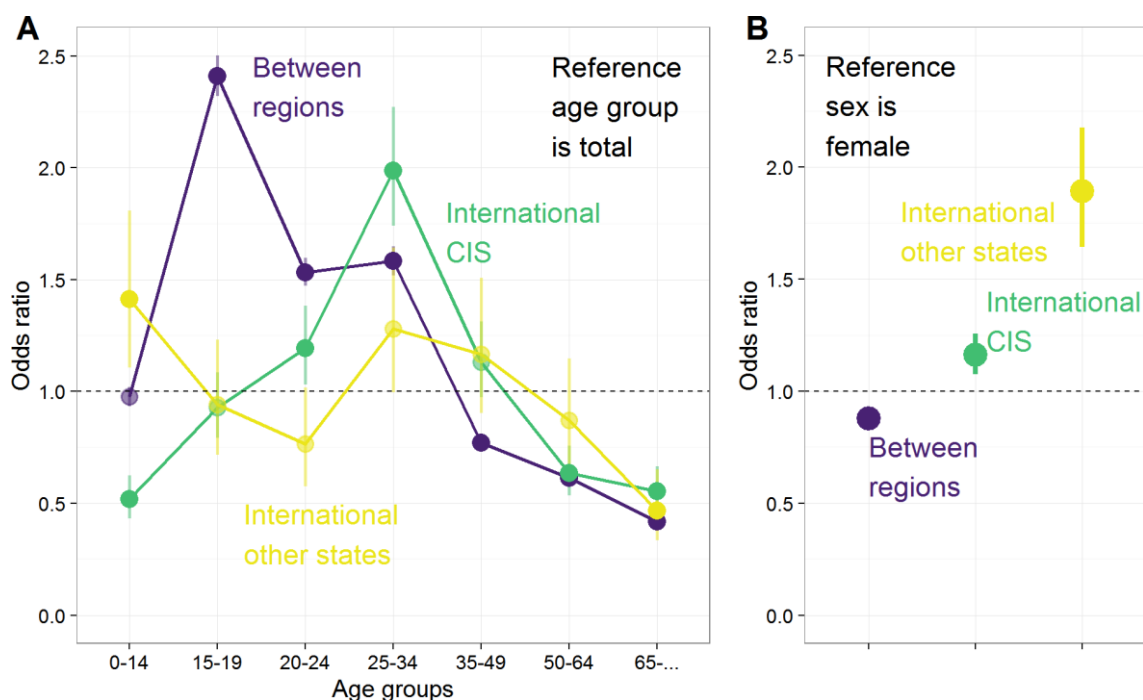 A
Between
regions
Reference
age group
is total
International
CIS
International
other states
Odds ratio
2.5
2.0
1.5
1.0
0.5
0.0
0-14
15-19
20-24
25-34
35-49
50-64
65-...
Age groups
B
Reference
sex is
female
International
other states
International
CIS
Between
regions
Odds ratio
2.5
2.0
1.5
1.0
0.5
0.0